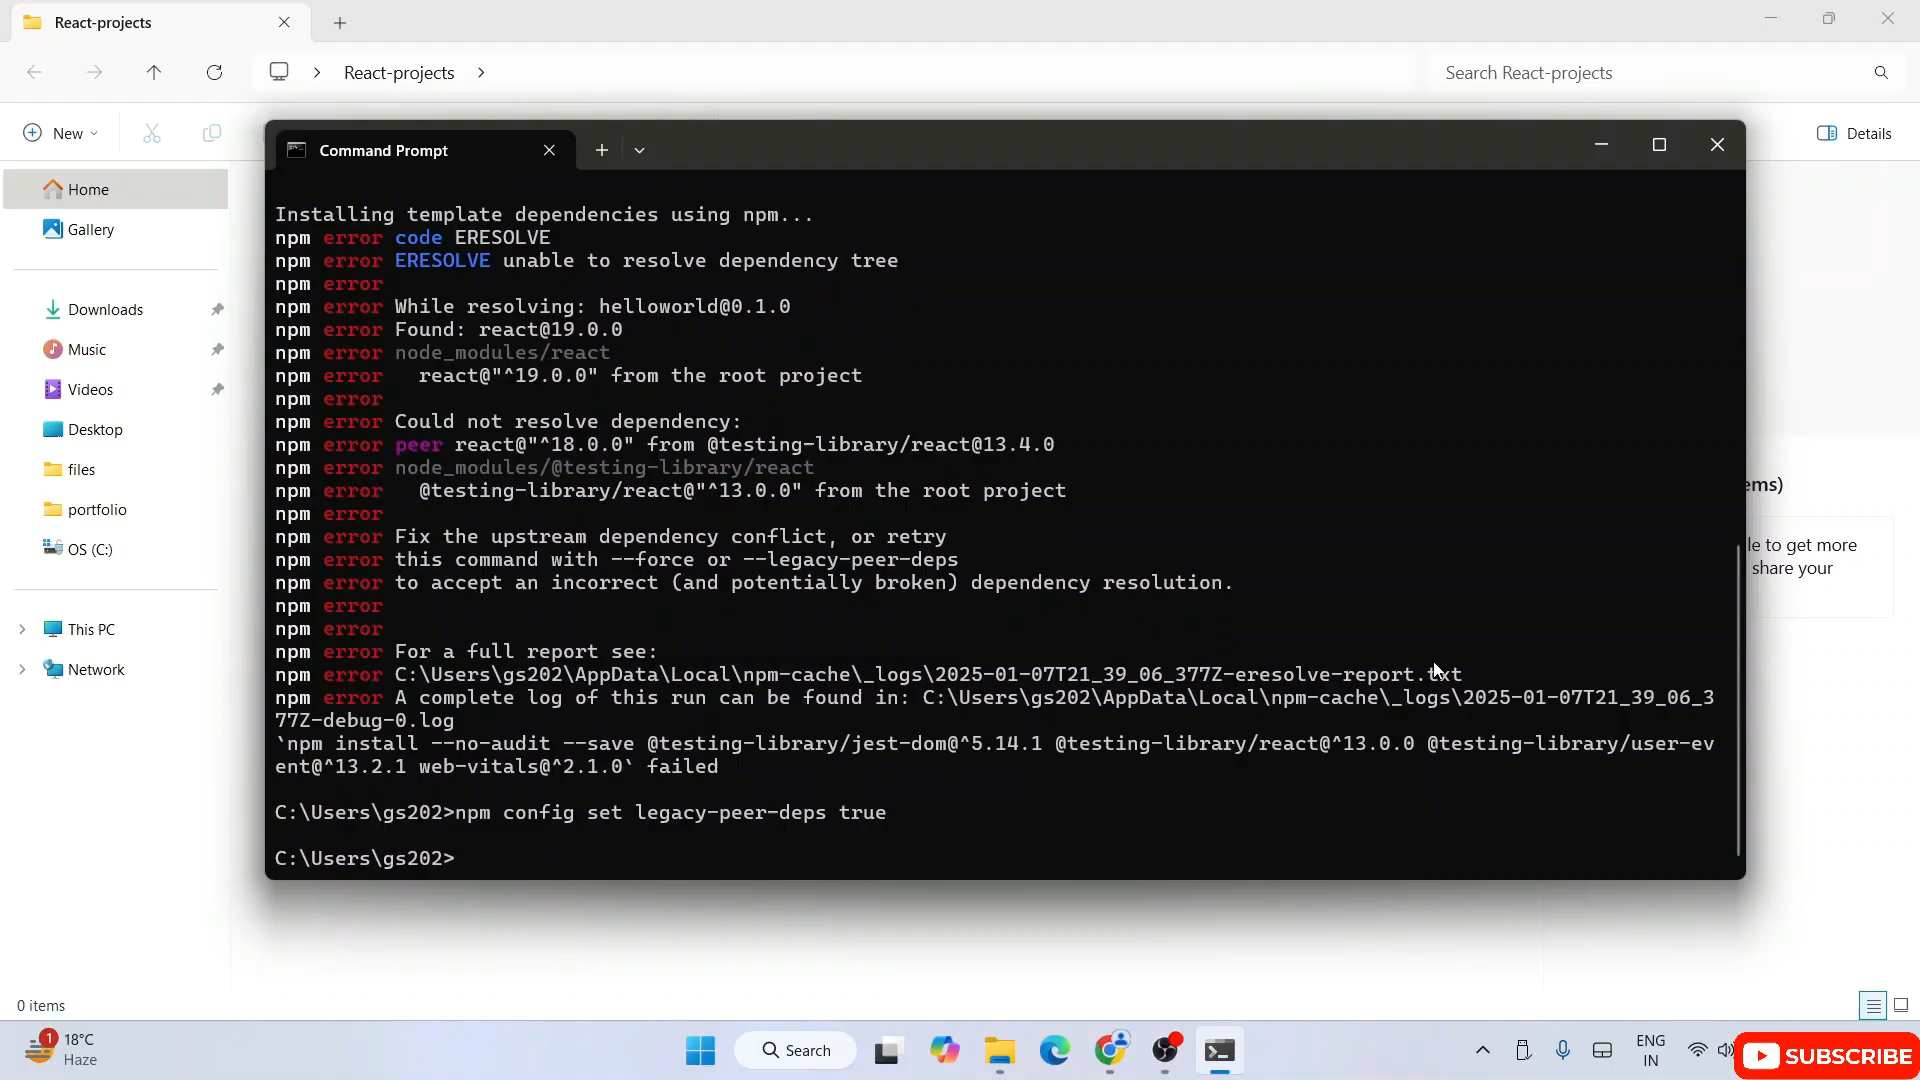 React-projects
React-projects
Search React-projects
New
Details
Home
Gallery
Downloads
Music
Videos
Desktop
files
portfolio
OS (C:)
This PC
Network
Command Prompt
Installing template dependencies using npm...
npm error code ERESOLVE
npm error ERESOLVE unable to resolve dependency tree
npm error
npm error While resolving: helloworld@0.1.0
npm error Found: react@19.0.0
npm error node_modules/react
npm error   react@"^19.0.0" from the root project
npm error
npm error Could not resolve dependency:
npm error peer react@"^18.0.0" from @testing-library/react@13.4.0
npm error node_modules/@testing-library/react
npm error   @testing-library/react@"^13.0.0" from the root project
npm error
npm error Fix the upstream dependency conflict, or retry
npm error this command with --force or --legacy-peer-deps
npm error to accept an incorrect (and potentially broken) dependency resolution.
npm error
npm error
npm error For a full report see:
npm error C:\Users\gs202\AppData\Local\npm-cache\_logs\2025-01-07T21_39_06_377Z-eresolve-report.txt
npm error A complete log of this run can be found in: C:\Users\gs202\AppData\Local\npm-cache\_logs\2025-01-07T21_39_06_3
77Z-debug-0.log
`npm install --no-audit --save @testing-library/jest-dom@^5.14.1 @testing-library/react@^13.0.0 @testing-library/user-ev
ent@^13.2.1 web-vitals@^2.1.0` failed
C:\Users\gs202>npm config set legacy-peer-deps true
C:\Users\gs202>
ems)
le to get more
share your
0 items
1
18°C
Haze
Search
ENG
IN
SUBSCRIBE